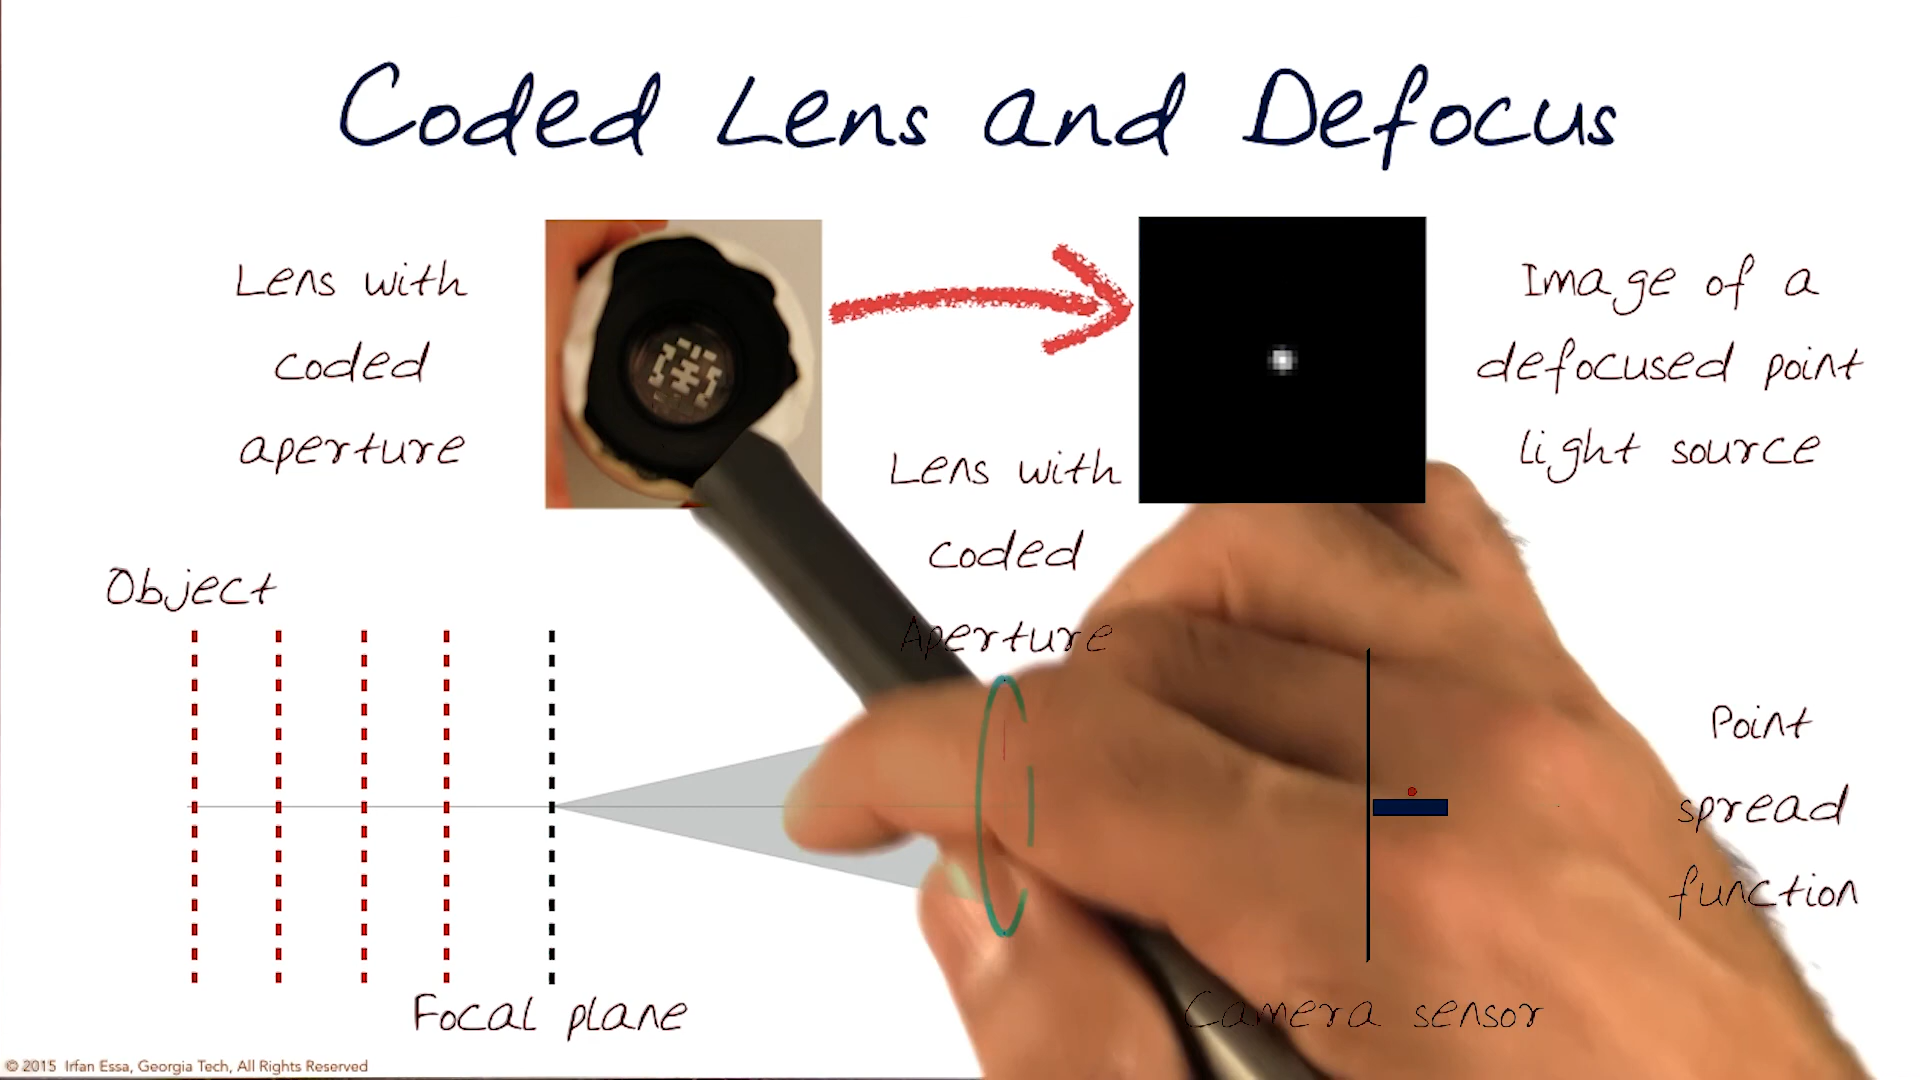 Coded Lens and Defocus
Lens with
coded
aperture
Image of a
defocused point
light source
Lens with
coded
Aperture
Object
Point
spread
function
Focal plane
Camera sensor
© 2015 Irfan Essa, Georgia Tech, All Rights Reserved